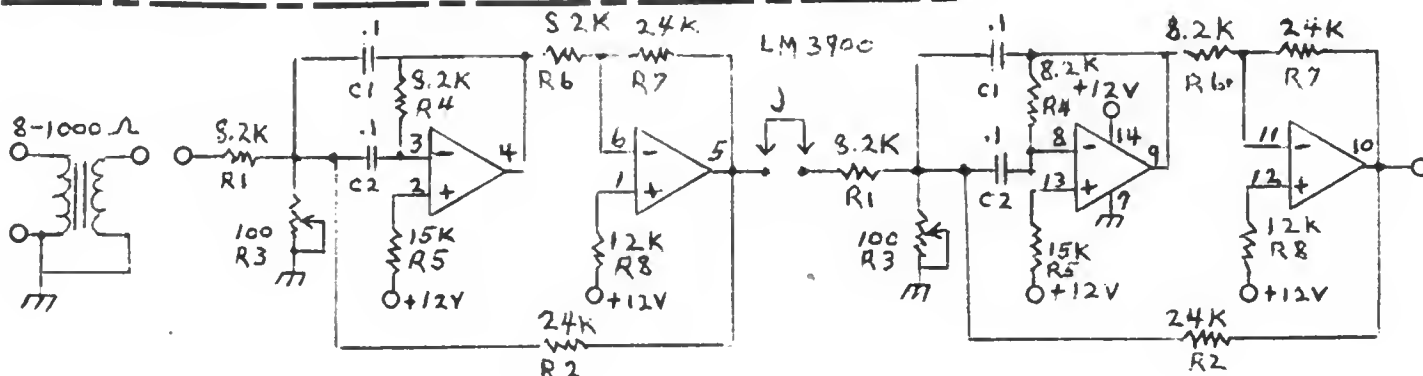 .1
8.2K
24K
LM3900
.1
8.2K
24K
C1
8.2K
R4
R6
R7
C1
8.2K
R4
+12V
R6
R7
8-1000 Ω
8.2K
R1
.1
C2
3
-
2
+
4
6
-
1
+
5
J
8.2K
R1
.1
C2
8
-
13
+
14
9
7
11
-
12
+
10
100
R3
15K
R5
+12V
12K
R8
+12V
100
R3
15K
R5
+12V
12K
R8
+12V
24K
R2
24K
R2